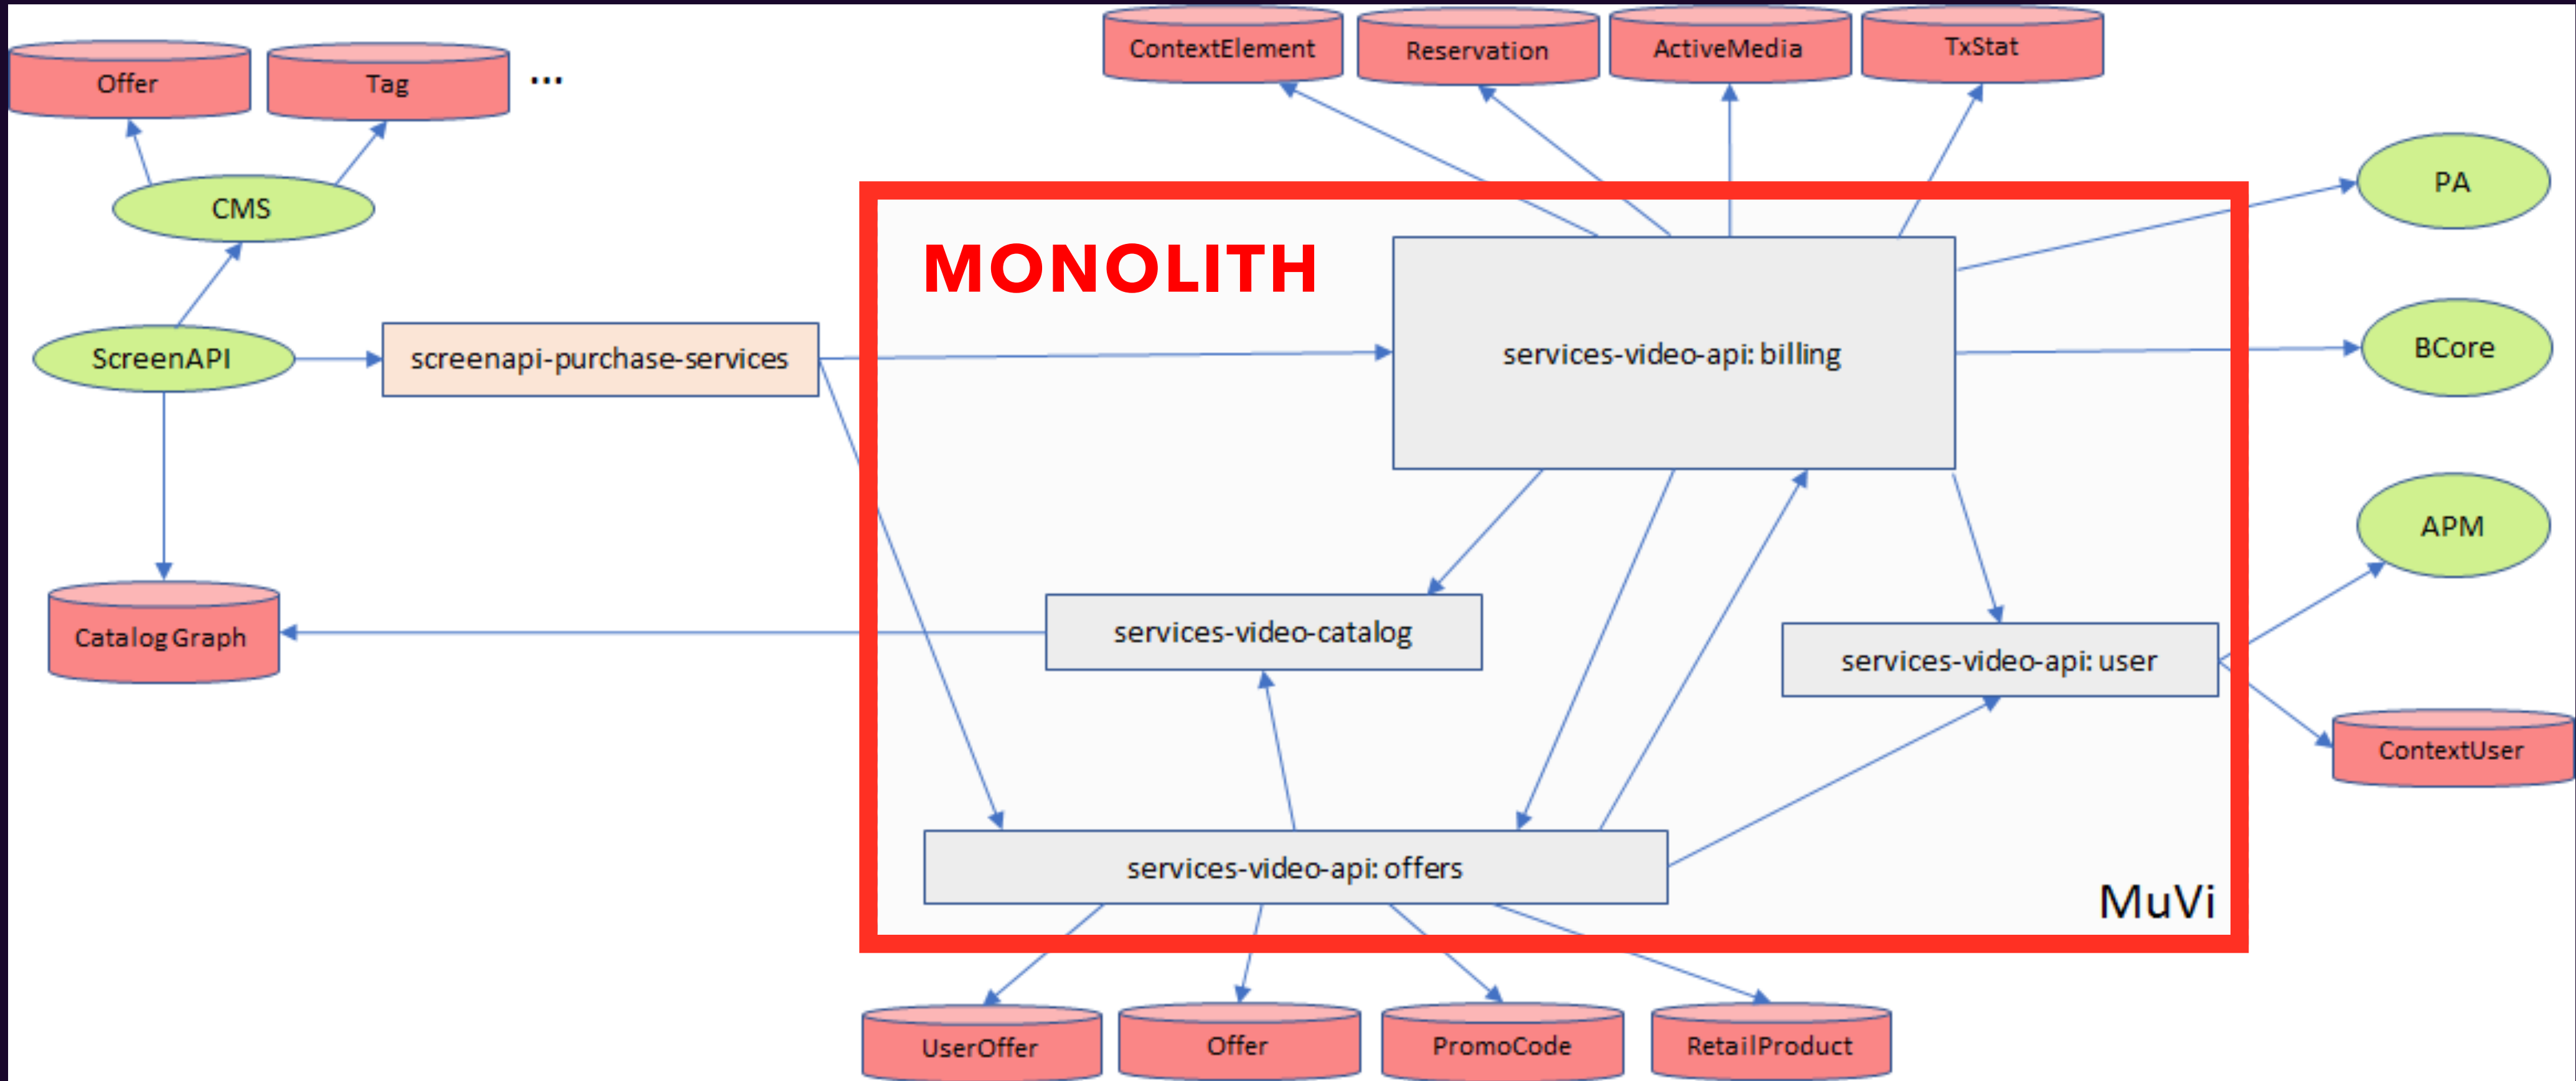 ContextElement
Reservation
ActiveMedia
TxStat
Offer
Tag
...
CMS
PA
MONOLITH
ScreenAPI
screenapi-purchase-services
services-video-api: billing
BCore
APM
Catalog Graph
services-video-catalog
services-video-api: user
ContextUser
services-video-api: offers
MuVi
UserOffer
Offer
PromoCode
RetailProduct